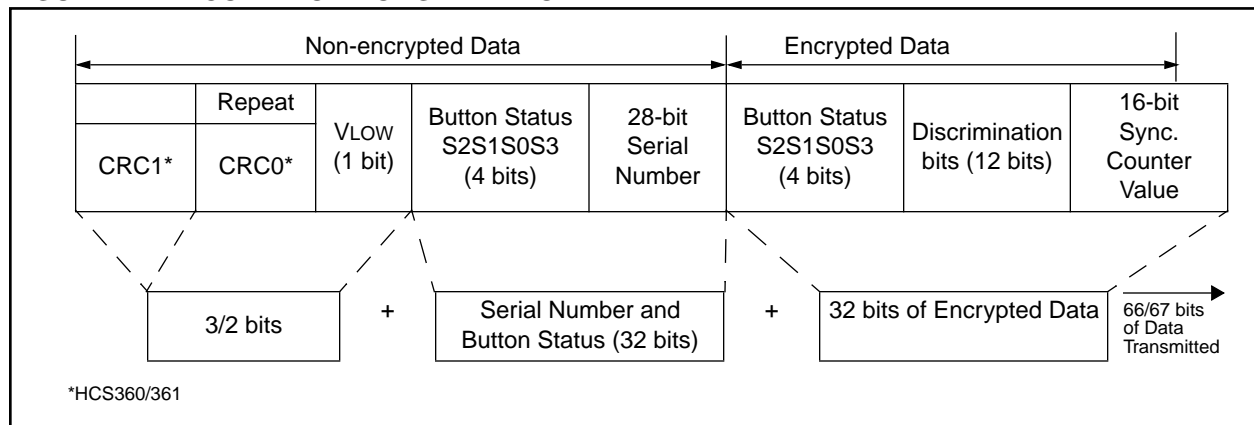 Non-encrypted Data
Encrypted Data
CRC1*
Repeat
CRC0*
VLOW
(1 bit)
Button Status
S2S1S0S3
(4 bits)
28-bit
Serial
Number
Button Status
S2S1S0S3
(4 bits)
Discrimination
bits (12 bits)
16-bit
Sync.
Counter
Value
3/2 bits
+
Serial Number and
Button Status (32 bits)
+
32 bits of Encrypted Data
66/67 bits
of Data
Transmitted
*HCS360/361